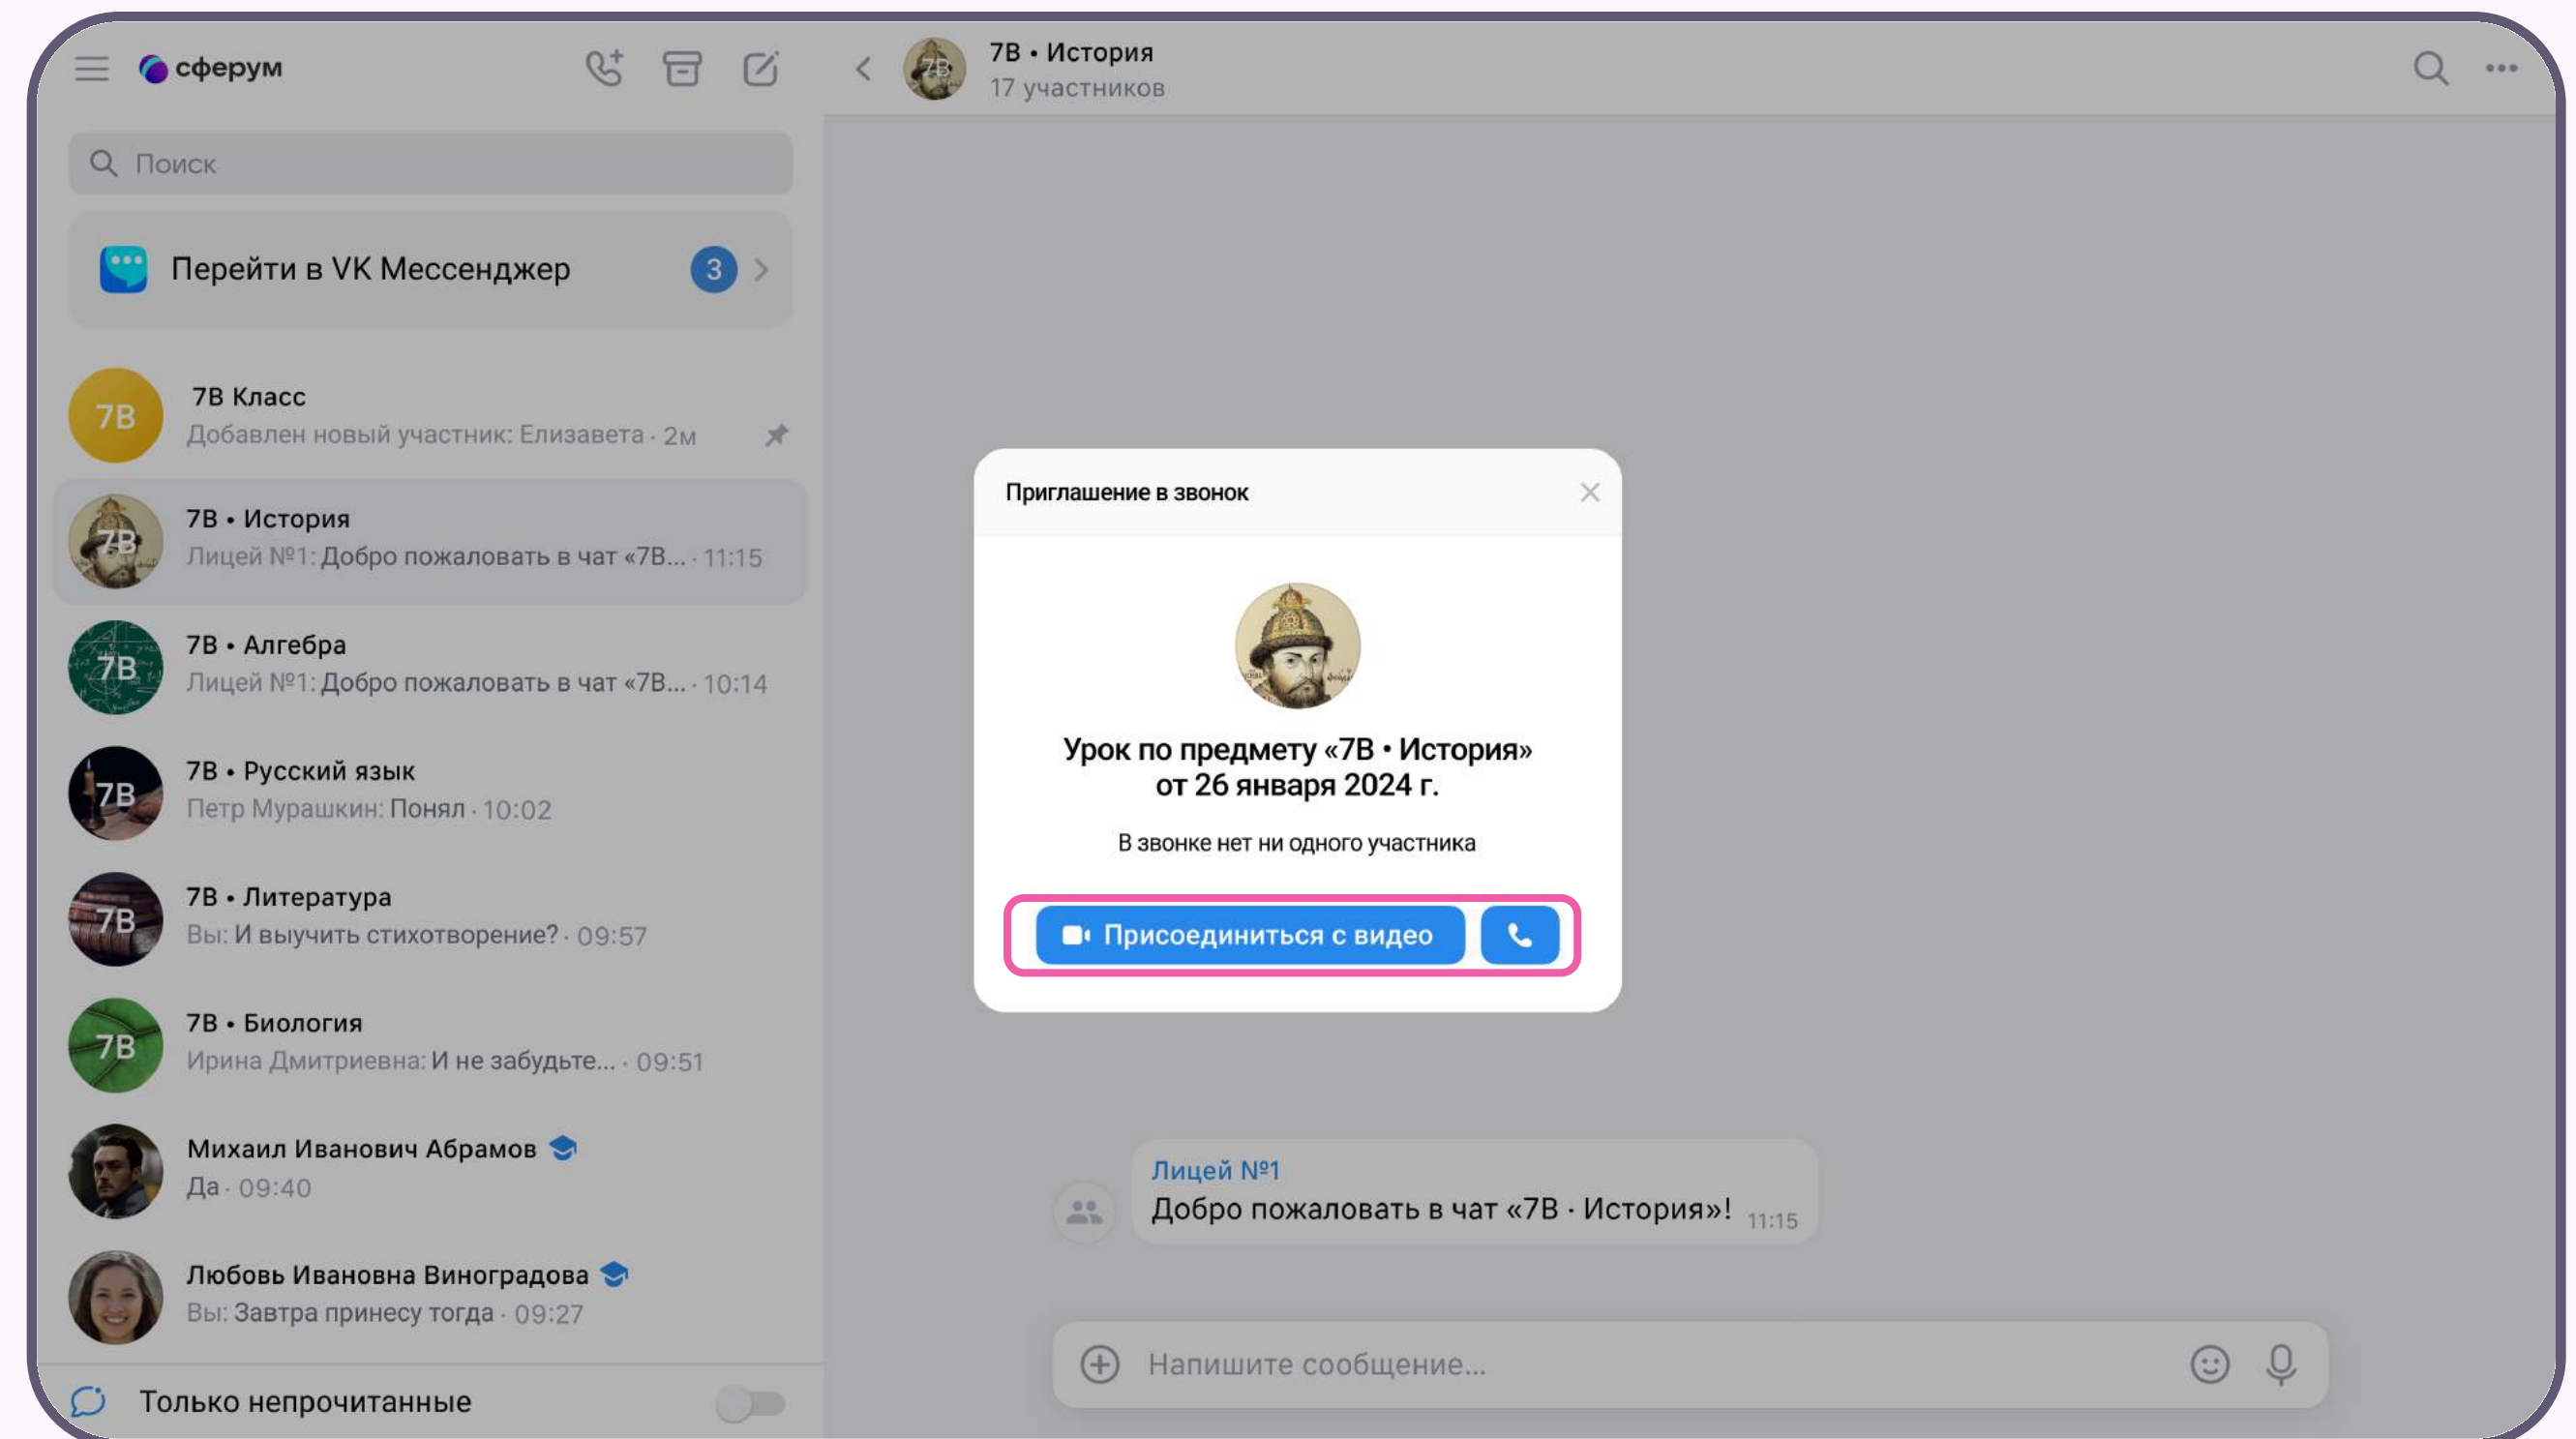 сферум
Поиск
Перейти в VK Мессенджер 3
7В
7В Класс
Добавлен новый участник: Елизавета · 2м
7В
7В • История
Лицей №1: Добро пожаловать в чат «7В... · 11:15
7В
7В • Алгебра
Лицей №1: Добро пожаловать в чат «7В... · 10:14
7В
7В • Русский язык
Петр Мурашкин: Понял · 10:02
7В
7В • Литература
Вы: И выучить стихотворение? · 09:57
7В
7В • Биология
Ирина Дмитриевна: И не забудьте... · 09:51
Михаил Иванович Абрамов
Да · 09:40
Любовь Ивановна Виноградова
Вы: Завтра принесу тогда · 09:27
Только непрочитанные
7В
7В • История
17 участников
Приглашение в звонок
Урок по предмету «7В • История»
от 26 января 2024 г.
В звонке нет ни одного участника
Присоединиться с видео
Лицей №1
Добро пожаловать в чат «7В · История»! 11:15
Напишите сообщение...